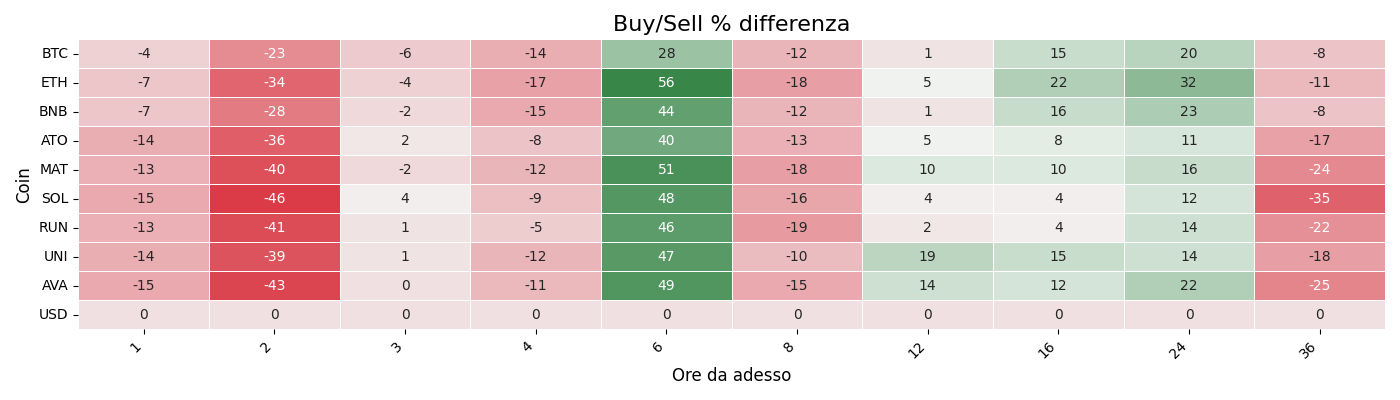 Buy/Sell % differenza
Coin
BTC -4 -23 -6 -14 28 -12 1 15 20 -8
ETH -7 -34 -4 -17 56 -18 5 22 32 -11
BNB -7 -28 -2 -15 44 -12 1 16 23 -8
ATO -14 -36 2 -8 40 -13 5 8 11 -17
MAT -13 -40 -2 -12 51 -18 10 10 16 -24
SOL -15 -46 4 -9 48 -16 4 4 12 -35
RUN -13 -41 1 -5 46 -19 2 4 14 -22
UNI -14 -39 1 -12 47 -10 19 15 14 -18
AVA -15 -43 0 -11 49 -15 14 12 22 -25
USD 0 0 0 0 0 0 0 0 0 0
1 2 3 4 6 8 12 16 24 36
Ore da adesso